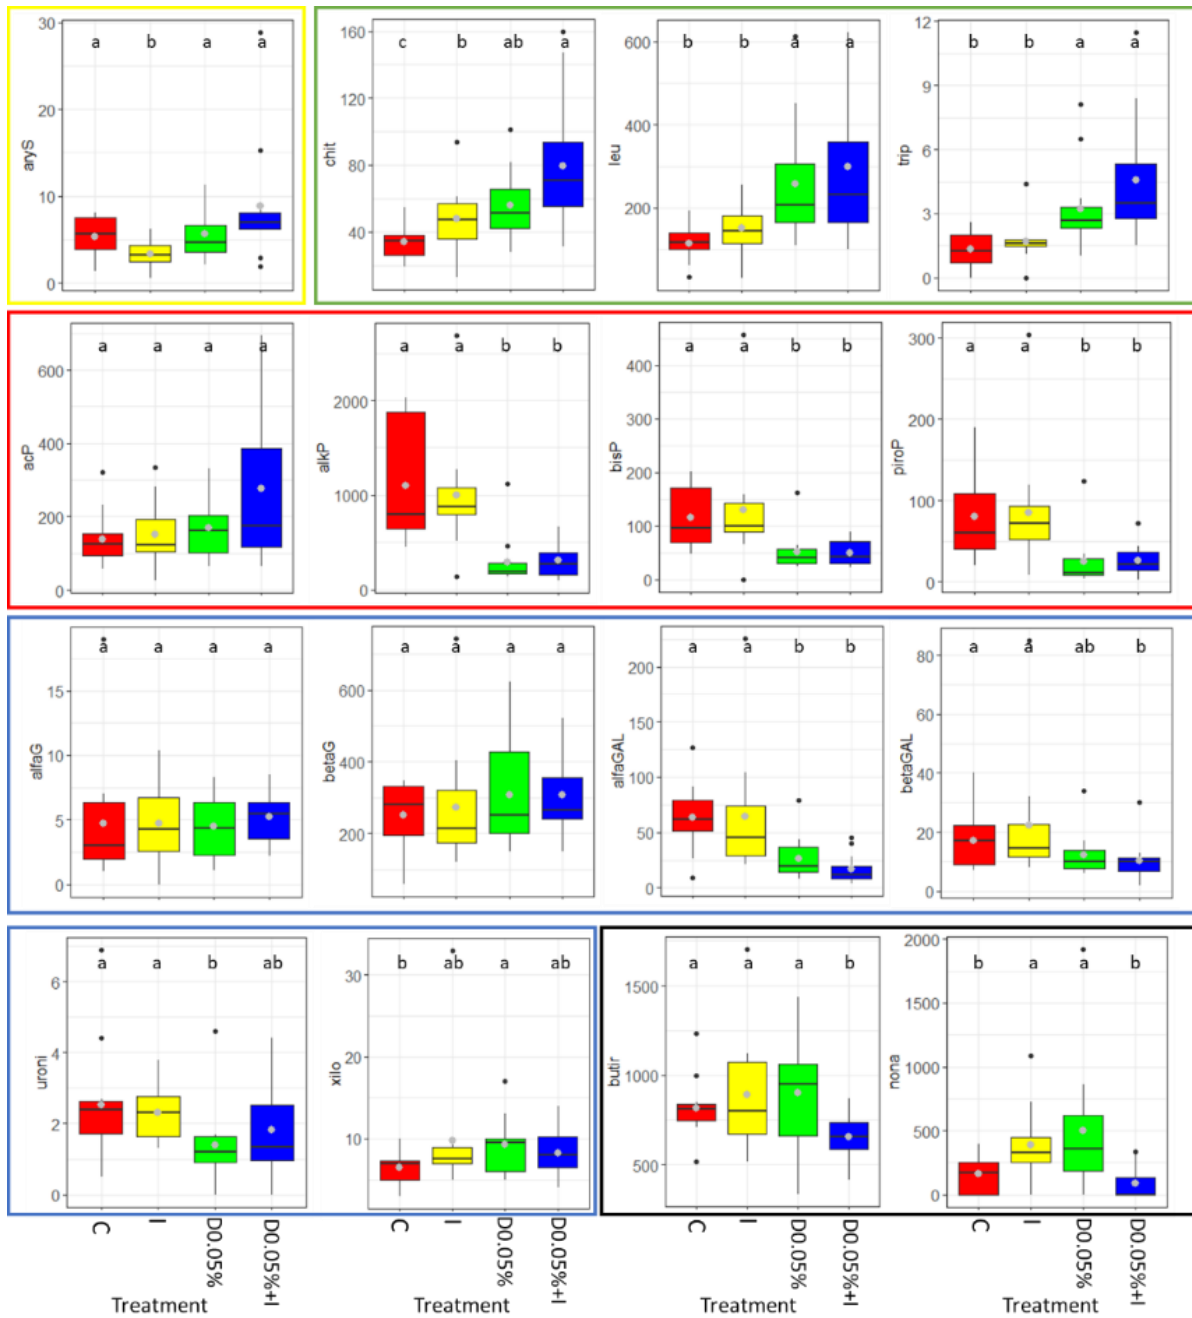 30
20
10
0
aryS
a b a a
160
120
80
40
chit
c b ab a
600
400
200
leu
b b a a
12
9
6
3
0
trip
b b a a
600
400
200
0
acP
a a a a
2000
1000
0
alkP
a a b b
400
300
200
100
0
bisP
a a b b
300
200
100
0
piroP
a a b b
15
10
5
0
alfaG
a a a a
600
400
200
betaG
a a a a
200
150
100
50
0
alfaGAL
a a b b
80
60
40
20
0
betaGAL
a a ab b
6
4
2
0
uroni
a a b ab
30
20
10
xilo
b ab a ab
1500
1000
500
butir
a a a b
2000
1500
1000
500
0
nona
b a a b
C I D0.05% D0.05%+I
C I D0.05% D0.05%+I
C I D0.05% D0.05%+I
C I D0.05% D0.05%+I
Treatment
Treatment
Treatment
Treatment